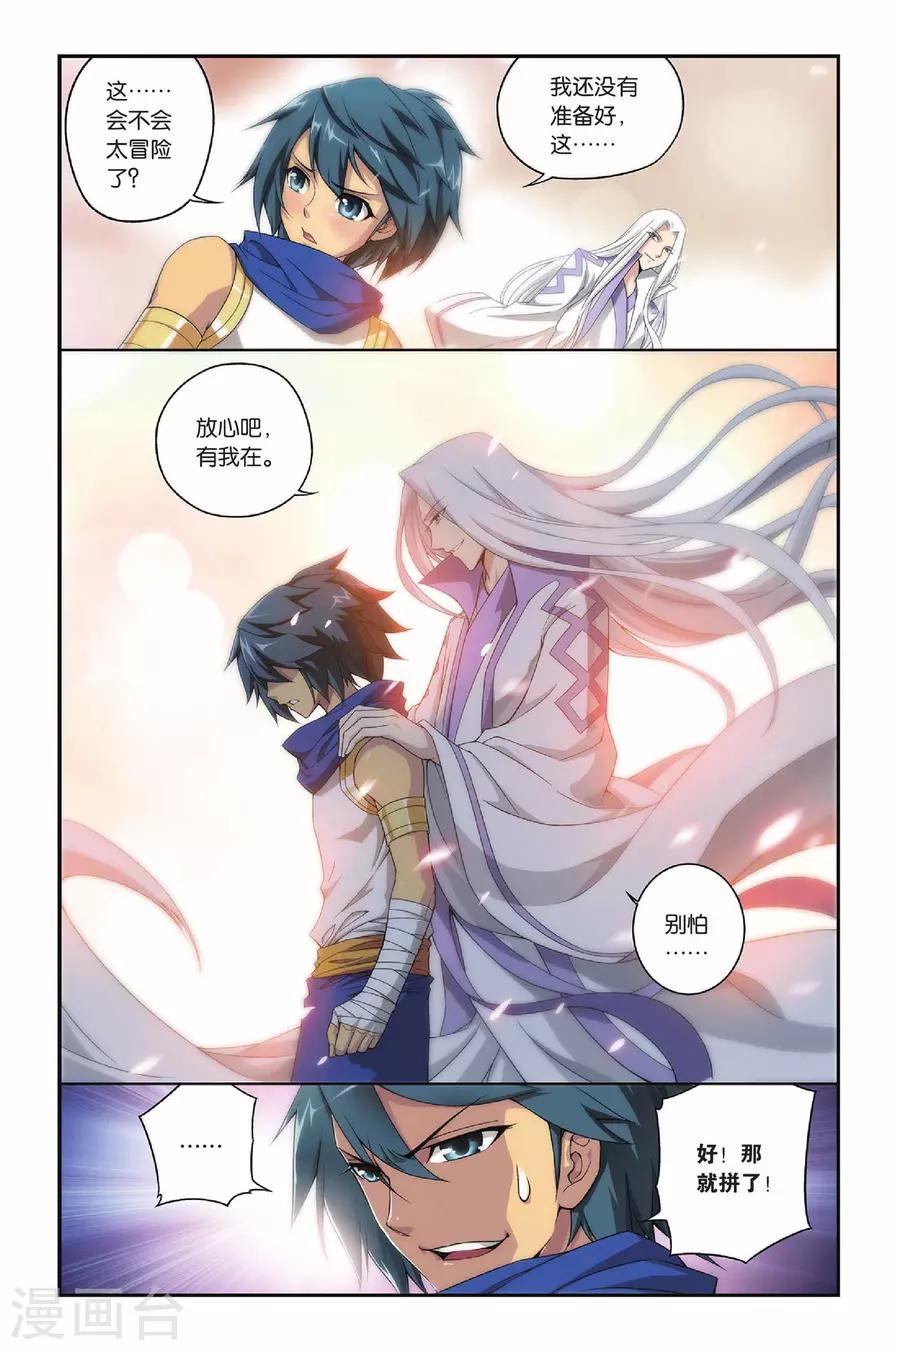 这……
会不会
太冒险
了？
我还没有
准备好，
这……
放心吧，
有我在。
别怕
……
……
好！那
就拼了！
漫画台